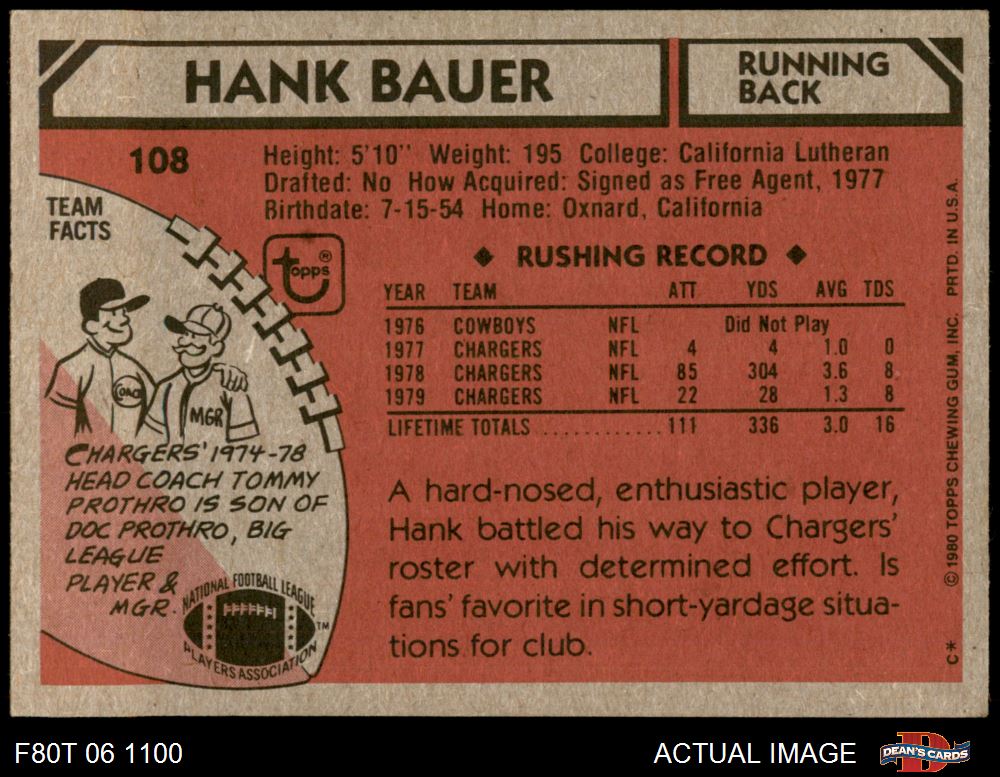 HANK BAUER
RUNNING
BACK
108
Height: 5'10" Weight: 195 College: California Lutheran
Drafted: No How Acquired: Signed as Free Agent, 1977
Birthdate: 7-15-54 Home: Oxnard, California
TEAM
FACTS
topps®
COACH
MGR
CHARGERS' 1974-78
HEAD COACH TOMMY
PROTHRO IS SON OF
DOC PROTHRO, BIG
LEAGUE
PLAYER &
MGR.
NATIONAL FOOTBALL LEAGUE
PLAYERS ASSOCIATION
TM
◆ RUSHING RECORD ◆
YEAR TEAM ATT YDS AVG TDS
1976 COWBOYS NFL Did Not Play
1977 CHARGERS NFL 4 4 1.0 0
1978 CHARGERS NFL 85 304 3.6 8
1979 CHARGERS NFL 22 28 1.3 8
LIFETIME TOTALS ............ 111 336 3.0 16
A hard-nosed, enthusiastic player,
Hank battled his way to Chargers'
roster with determined effort. Is
fans' favorite in short-yardage situa-
tions for club.
C* © 1980 TOPPS CHEWING GUM, INC. PRTD. IN U.S.A.
F80T 06 1100
ACTUAL IMAGE
D
DEAN'S CARDS